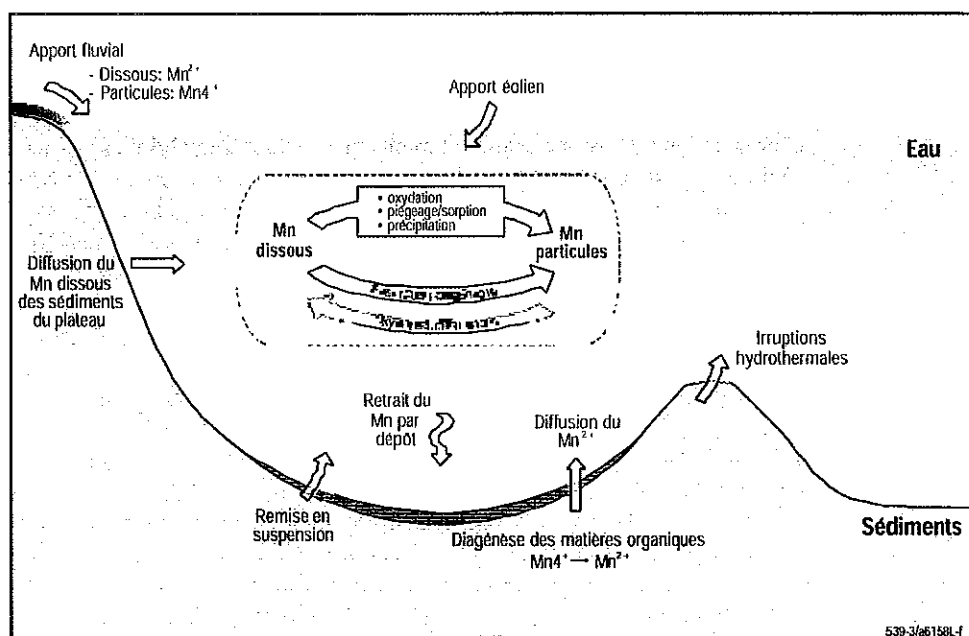 Apport fluvial
- Dissous: Mn²⁺
- Particules: Mn4⁺
Apport éolien
Eau
• oxydation
• piégeage/sorption
• précipitation
Mn
dissous
Mn
particules
Diffusion du
Mn dissous
des sédiments
du plateau
Irruptions
hydrothermales
Retrait du
Mn par
dépôt
Diffusion du
Mn²⁺
Remise en
suspension
Diagénèse des matières organiques
Mn4⁺ → Mn²⁺
Sédiments
539-3/a6158L-f